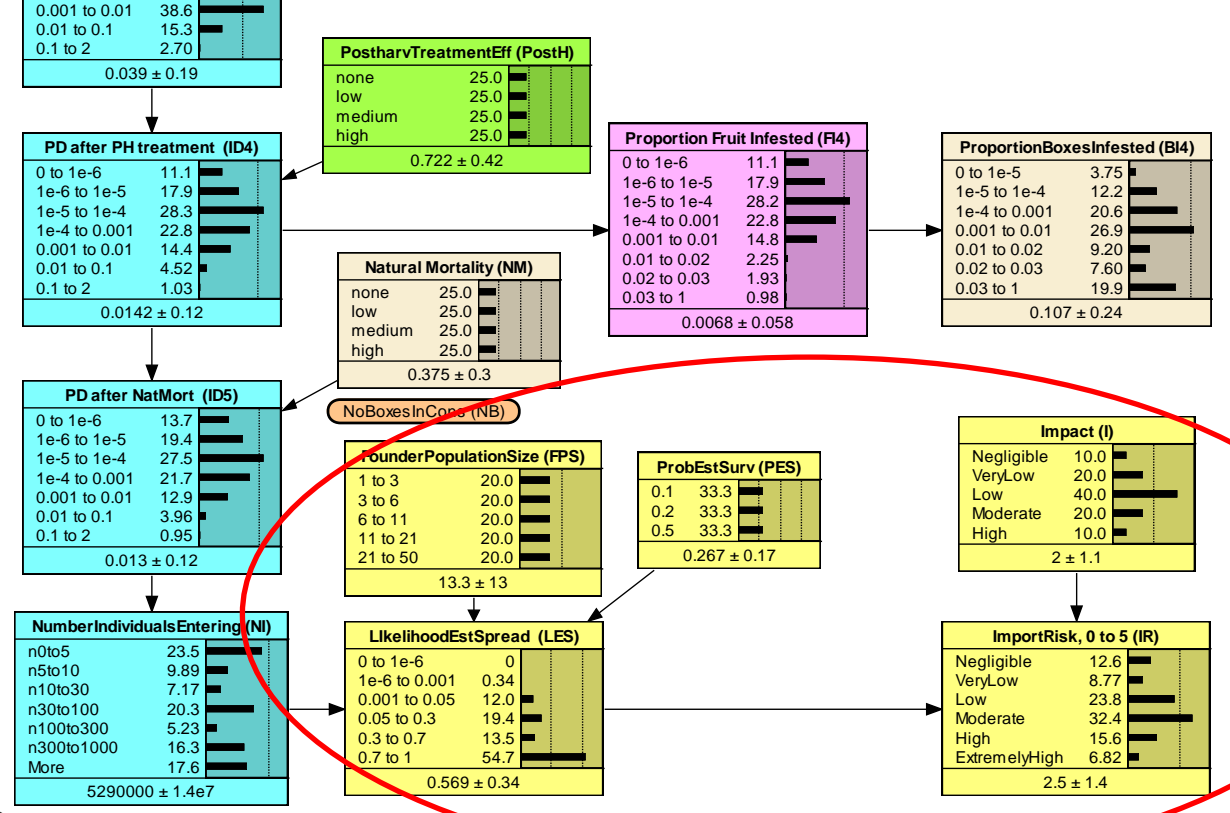 0.001 to 0.01 38.6
0.01 to 0.1 15.3
0.1 to 2 2.70
0.039 ± 0.19
PostharvTreatmentEff (PostH)
none 25.0
low 25.0
medium 25.0
high 25.0
0.722 ± 0.42
PD after PH treatment (ID4)
0 to 1e-6 11.1
1e-6 to 1e-5 17.9
1e-5 to 1e-4 28.3
1e-4 to 0.001 22.8
0.001 to 0.01 14.4
0.01 to 0.1 4.52
0.1 to 2 1.03
0.0142 ± 0.12
Proportion Fruit Infested (FI4)
0 to 1e-6 11.1
1e-6 to 1e-5 17.9
1e-5 to 1e-4 28.2
1e-4 to 0.001 22.8
0.001 to 0.01 14.8
0.01 to 0.02 2.25
0.02 to 0.03 1.93
0.03 to 1 0.98
0.0068 ± 0.058
ProportionBoxesInfested (BI4)
0 to 1e-5 3.75
1e-5 to 1e-4 12.2
1e-4 to 0.001 20.6
0.001 to 0.01 26.9
0.01 to 0.02 9.20
0.02 to 0.03 7.60
0.03 to 1 19.9
0.107 ± 0.24
Natural Mortality (NM)
none 25.0
low 25.0
medium 25.0
high 25.0
0.375 ± 0.3
PD after NatMort (ID5)
0 to 1e-6 13.7
1e-6 to 1e-5 19.4
1e-5 to 1e-4 27.5
1e-4 to 0.001 21.7
0.001 to 0.01 12.9
0.01 to 0.1 3.96
0.1 to 2 0.95
0.013 ± 0.12
NoBoxesInCons (NB)
FounderPopulationSize (FPS)
1 to 3 20.0
3 to 6 20.0
6 to 11 20.0
11 to 21 20.0
21 to 50 20.0
13.3 ± 13
ProbEstSurv (PES)
0.1 33.3
0.2 33.3
0.5 33.3
0.267 ± 0.17
Impact (I)
Negligible 10.0
VeryLow 20.0
Low 40.0
Moderate 20.0
High 10.0
2 ± 1.1
NumberIndividualsEntering (NI)
n0to5 23.5
n5to10 9.89
n10to30 7.17
n30to100 20.3
n100to300 5.23
n300to1000 16.3
More 17.6
5290000 ± 1.4e7
LIkelihoodEstSpread (LES)
0 to 1e-6 0
1e-6 to 0.001 0.34
0.001 to 0.05 12.0
0.05 to 0.3 19.4
0.3 to 0.7 13.5
0.7 to 1 54.7
0.569 ± 0.34
ImportRisk, 0 to 5 (IR)
Negligible 12.6
VeryLow 8.77
Low 23.8
Moderate 32.4
High 15.6
ExtremelyHigh 6.82
2.5 ± 1.4